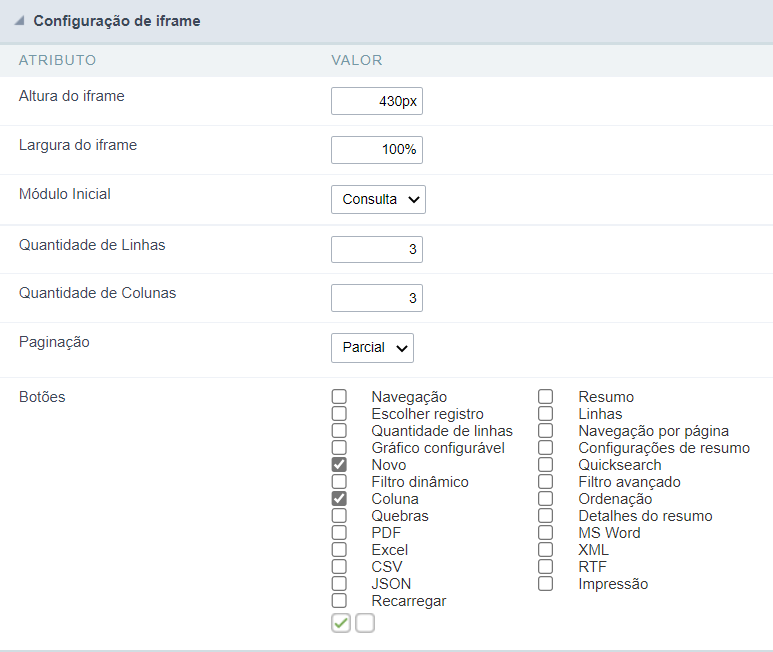 Configuração de iframe
ATRIBUTO VALOR
Altura do iframe 430px
Largura do iframe 100%
Módulo Inicial Consulta
Quantidade de Linhas 3
Quantidade de Colunas 3
Paginação Parcial
Botões Navegação Resumo
Escolher registro Linhas
Quantidade de linhas Navegação por página
Gráfico configurável Configurações de resumo
Novo Quicksearch
Filtro dinâmico Filtro avançado
Coluna Ordenação
Quebras Detalhes do resumo
PDF MS Word
Excel XML
CSV RTF
JSON Impressão
Recarregar